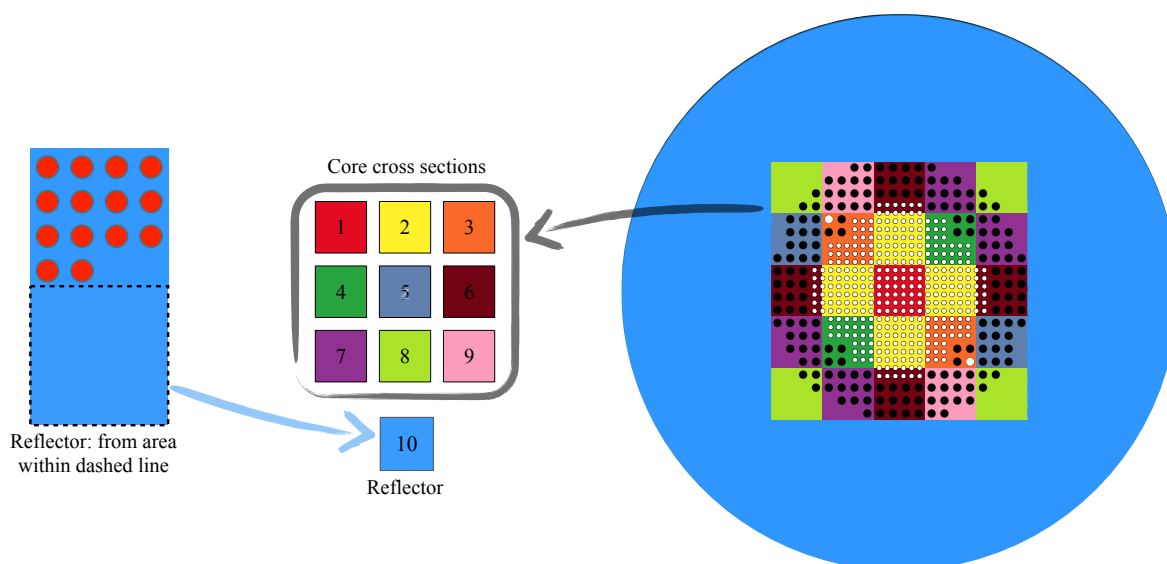 Core cross sections
1 2 3
4 5 6
7 8 9
Reflector: from area
within dashed line
10
Reflector